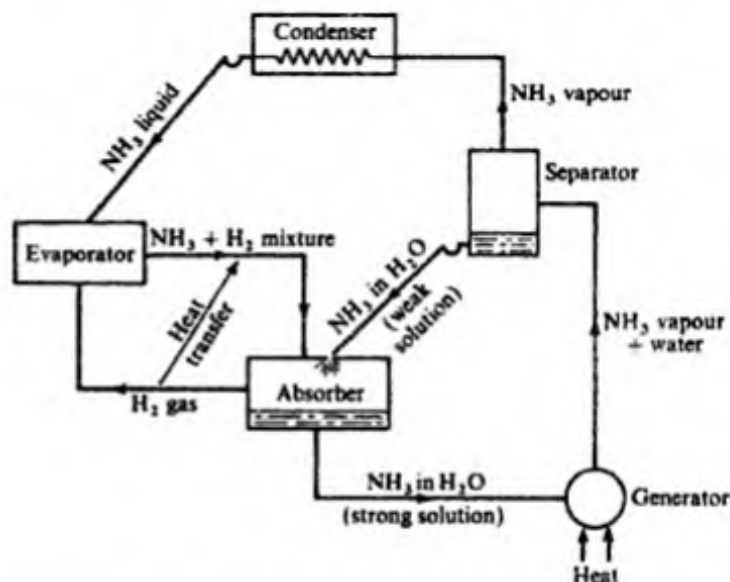 Condenser
NH₃ vapour
NH₃ liquid
Separator
Evaporator
NH₃ + H₂ mixture
NH₃ in H₂O
(weak
solution)
Heat
transfer
NH₃ vapour
+ water
Absorber
H₂ gas
NH₃ in H₂O
(strong solution)
Generator
Heat